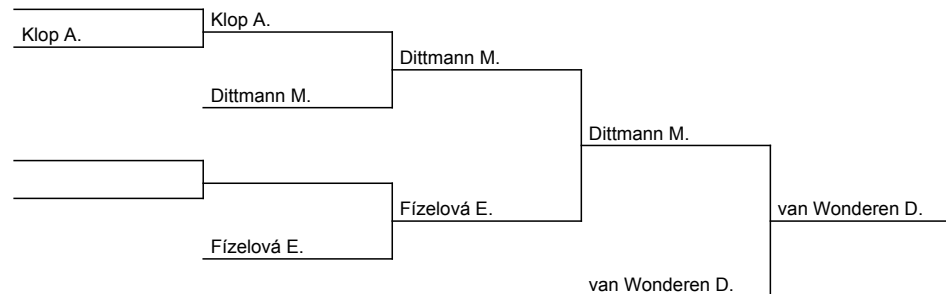 Klop A.
Klop A.
Dittmann M.
Dittmann M.
Dittmann M.
Fízelová E.
Fízelová E.
van Wonderen D.
van Wonderen D.